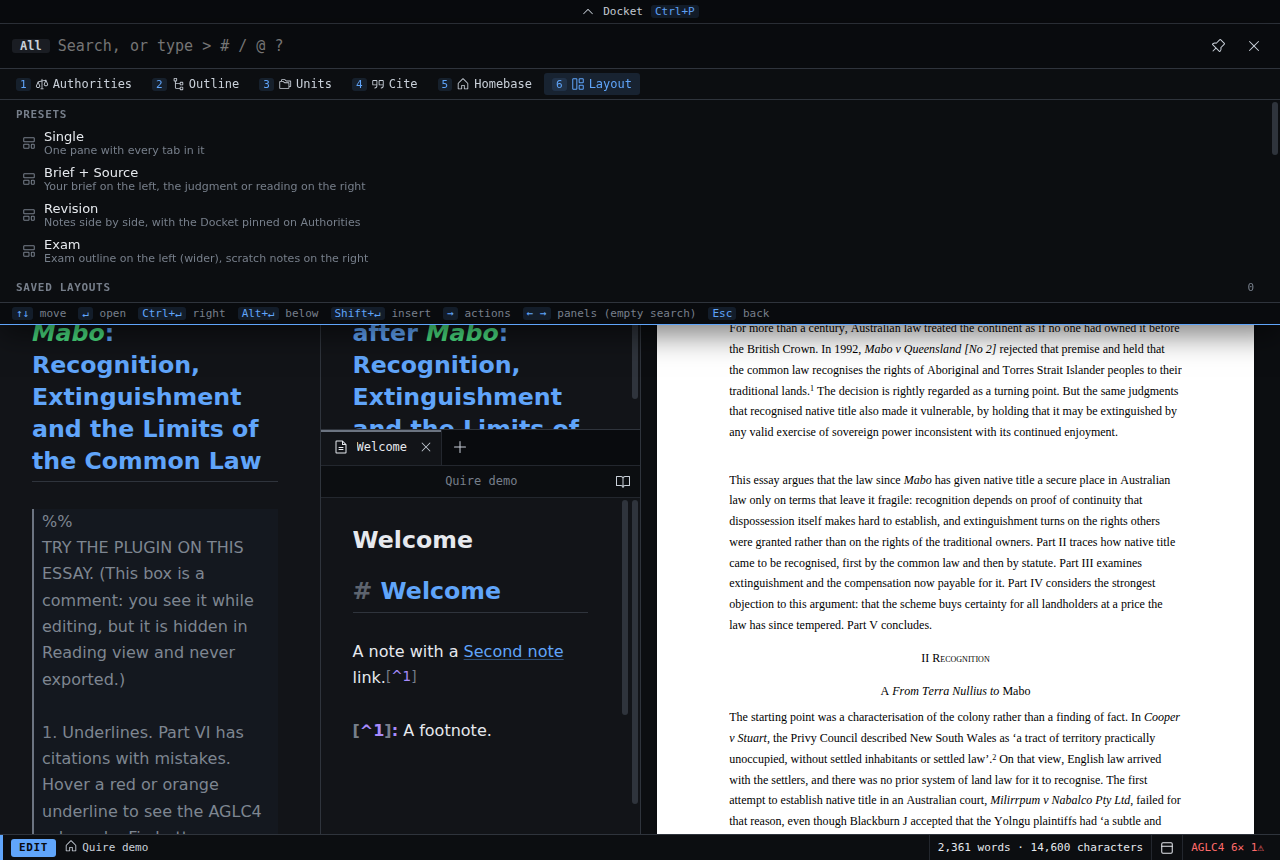 Docket Ctrl+P
All Search, or type > # / @ ?
1 Authorities 2 Outline 3 Units 4 Cite 5 Homebase 6 Layout
PRESETS
Single
One pane with every tab in it
Brief + Source
Your brief on the left, the judgment or reading on the right
Revision
Notes side by side, with the Docket pinned on Authorities
Exam
Exam outline on the left (wider), scratch notes on the right
SAVED LAYOUTS 0
↑↓ move ↵ open Ctrl+↵ right Alt+↵ below Shift+↵ insert → actions ← → panels (empty search) Esc back
Mabo:
Recognition,
Extinguishment
and the Limits of
the Common Law
%%
TRY THE PLUGIN ON THIS
ESSAY. (This box is a
comment: you see it while
editing, but it is hidden in
Reading view and never
exported.)
1. Underlines. Part VI has
citations with mistakes.
Hover a red or orange
underline to see the AGLC4
after Mabo:
Recognition,
Extinguishment
and the Limits of
Welcome
Quire demo
Welcome
# Welcome
A note with a Second note
link.[^1]
[^1]: A footnote.
For more than a century, Australian law treated the continent as if no one had owned it before
the British Crown. In 1992, Mabo v Queensland [No 2] rejected that premise and held that
the common law recognises the rights of Aboriginal and Torres Strait Islander peoples to their
traditional lands.¹ The decision is rightly regarded as a turning point. But the same judgments
that recognised native title also made it vulnerable, by holding that it may be extinguished by
any valid exercise of sovereign power inconsistent with its continued enjoyment.
This essay argues that the law since Mabo has given native title a secure place in Australian
law only on terms that leave it fragile: recognition depends on proof of continuity that
dispossession itself makes hard to establish, and extinguishment turns on the rights others
were granted rather than on the rights of the traditional owners. Part II traces how native title
came to be recognised, first by the common law and then by statute. Part III examines
extinguishment and the compensation now payable for it. Part IV considers the strongest
objection to this argument: that the scheme buys certainty for all landholders at a price the
law has since tempered. Part V concludes.
II Recognition
A From Terra Nullius to Mabo
The starting point was a characterisation of the colony rather than a finding of fact. In Cooper
v Stuart, the Privy Council described New South Wales as ‘a tract of territory practically
unoccupied, without settled inhabitants or settled law’.² On that view, English law arrived
with the settlers, and there was no prior system of land law for it to recognise. The first
attempt to establish native title in an Australian court, Milirrpum v Nabalco Pty Ltd, failed for
that reason, even though Blackburn J accepted that the Yolngu plaintiffs had ‘a subtle and
EDIT Quire demo 2,361 words · 14,600 characters AGLC4 6× 1⚠